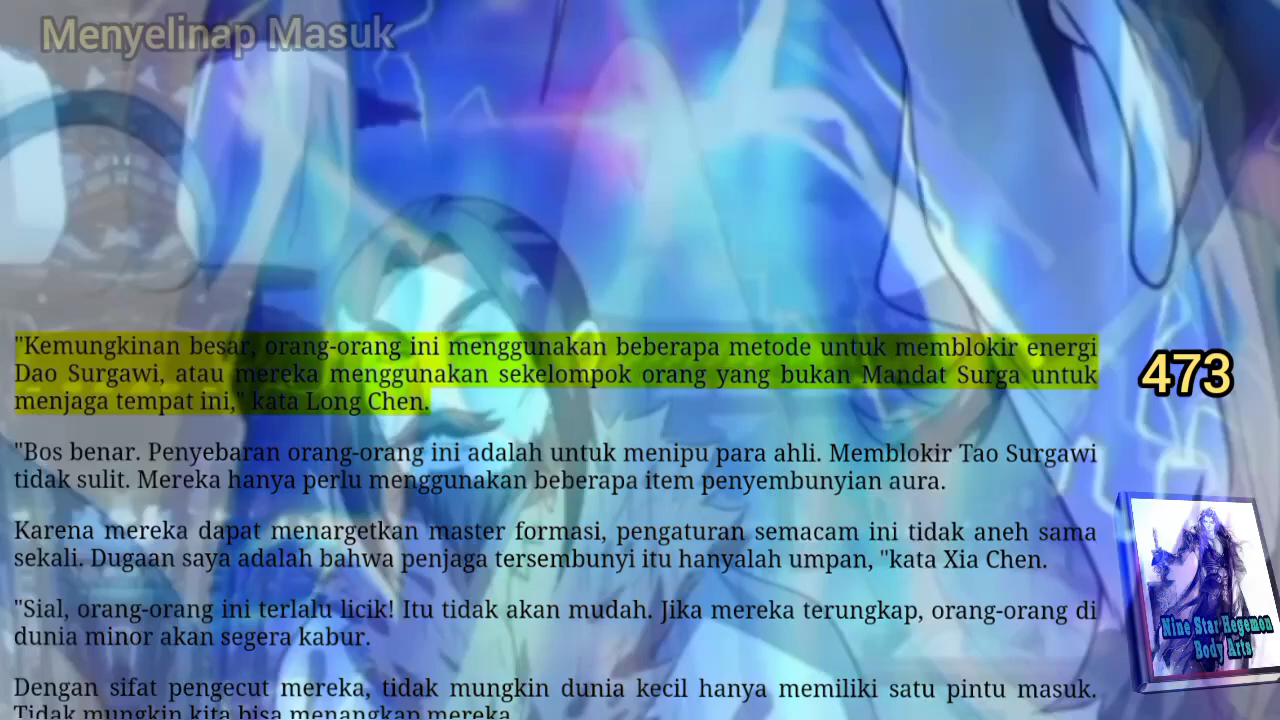 Menyelinap Masuk
"Kemungkinan besar, orang-orang ini menggunakan beberapa metode untuk memblokir energi
Dao Surgawi, atau mereka menggunakan sekelompok orang yang bukan Mandat Surga untuk
menjaga tempat ini," kata Long Chen.
473
"Bos benar. Penyebaran orang-orang ini adalah untuk menipu para ahli. Memblokir Tao Surgawi
tidak sulit. Mereka hanya perlu menggunakan beberapa item penyembunyian aura.
Karena mereka dapat menargetkan master formasi, pengaturan semacam ini tidak aneh sama
sekali. Dugaan saya adalah bahwa penjaga tersembunyi itu hanyalah umpan, "kata Xia Chen.
"Sial, orang-orang ini terlalu licik! Itu tidak akan mudah. Jika mereka terungkap, orang-orang di
dunia minor akan segera kabur.
Nine Star Hegemon
Body Arts
Dengan sifat pengecut mereka, tidak mungkin dunia kecil hanya memiliki satu pintu masuk.
Tidak mungkin kita bisa menangkap mereka